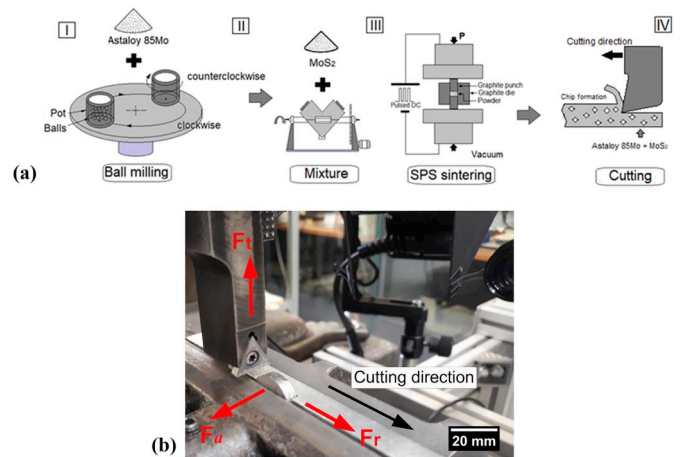 I
Astaloy 85Mo
counterclockwise
Pot
Balls
clockwise
Ball milling
II
MoS₂
Mixture
III
P
Pulsed DC
Graphite punch
Graphite die
Powder
Vacuum
SPS sintering
IV
Cutting direction
Chip formation
Astaloy 85Mo + MoS₂
Cutting
(a)
Ft
Cutting direction
Fa
Fr
20 mm
(b)